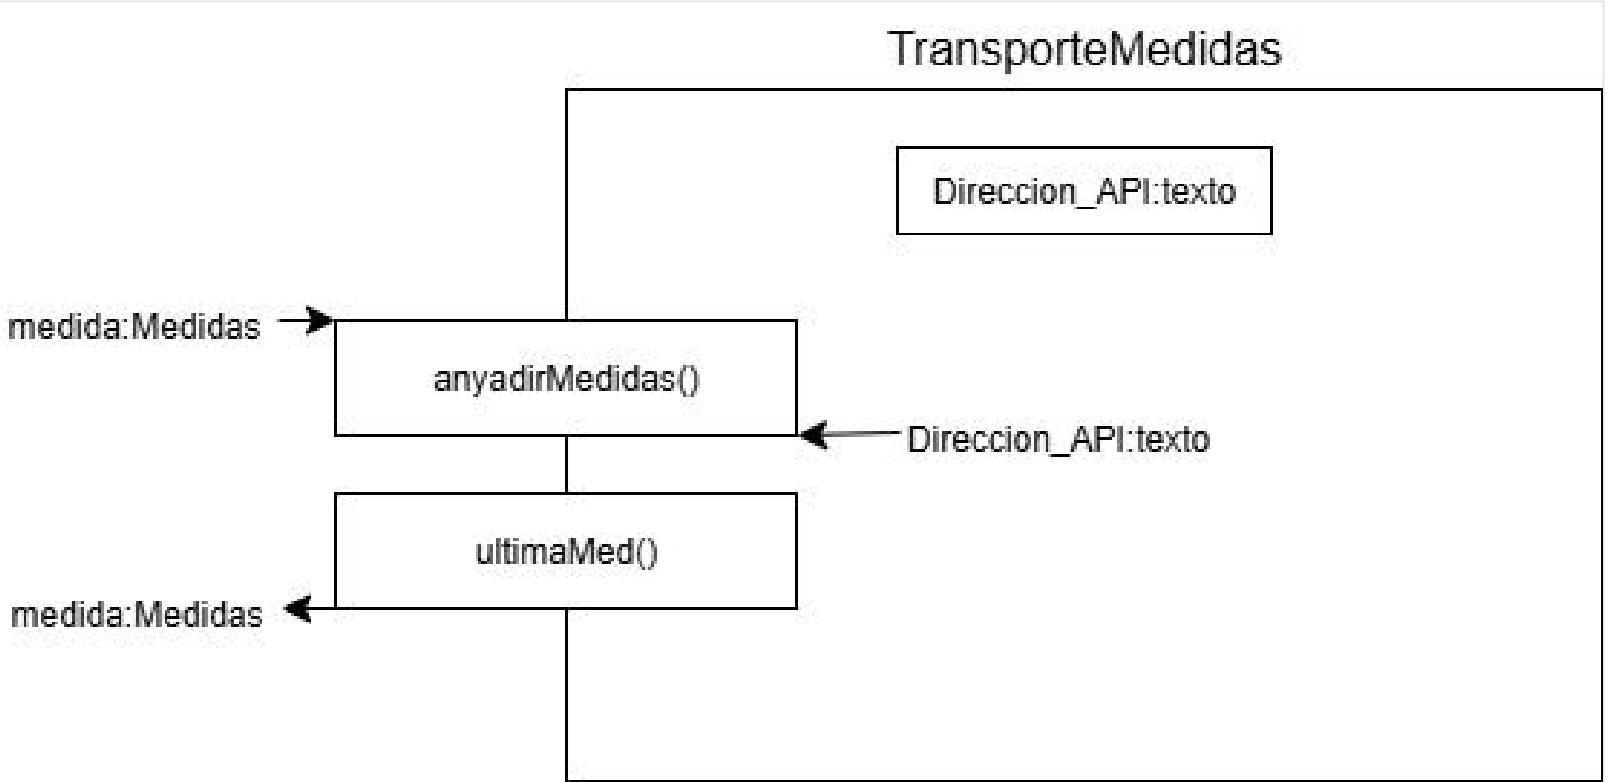 TransporteMedidas
Direccion_API:texto
medida:Medidas
anyadirMedidas()
Direccion_API:texto
ultimaMed()
medida:Medidas